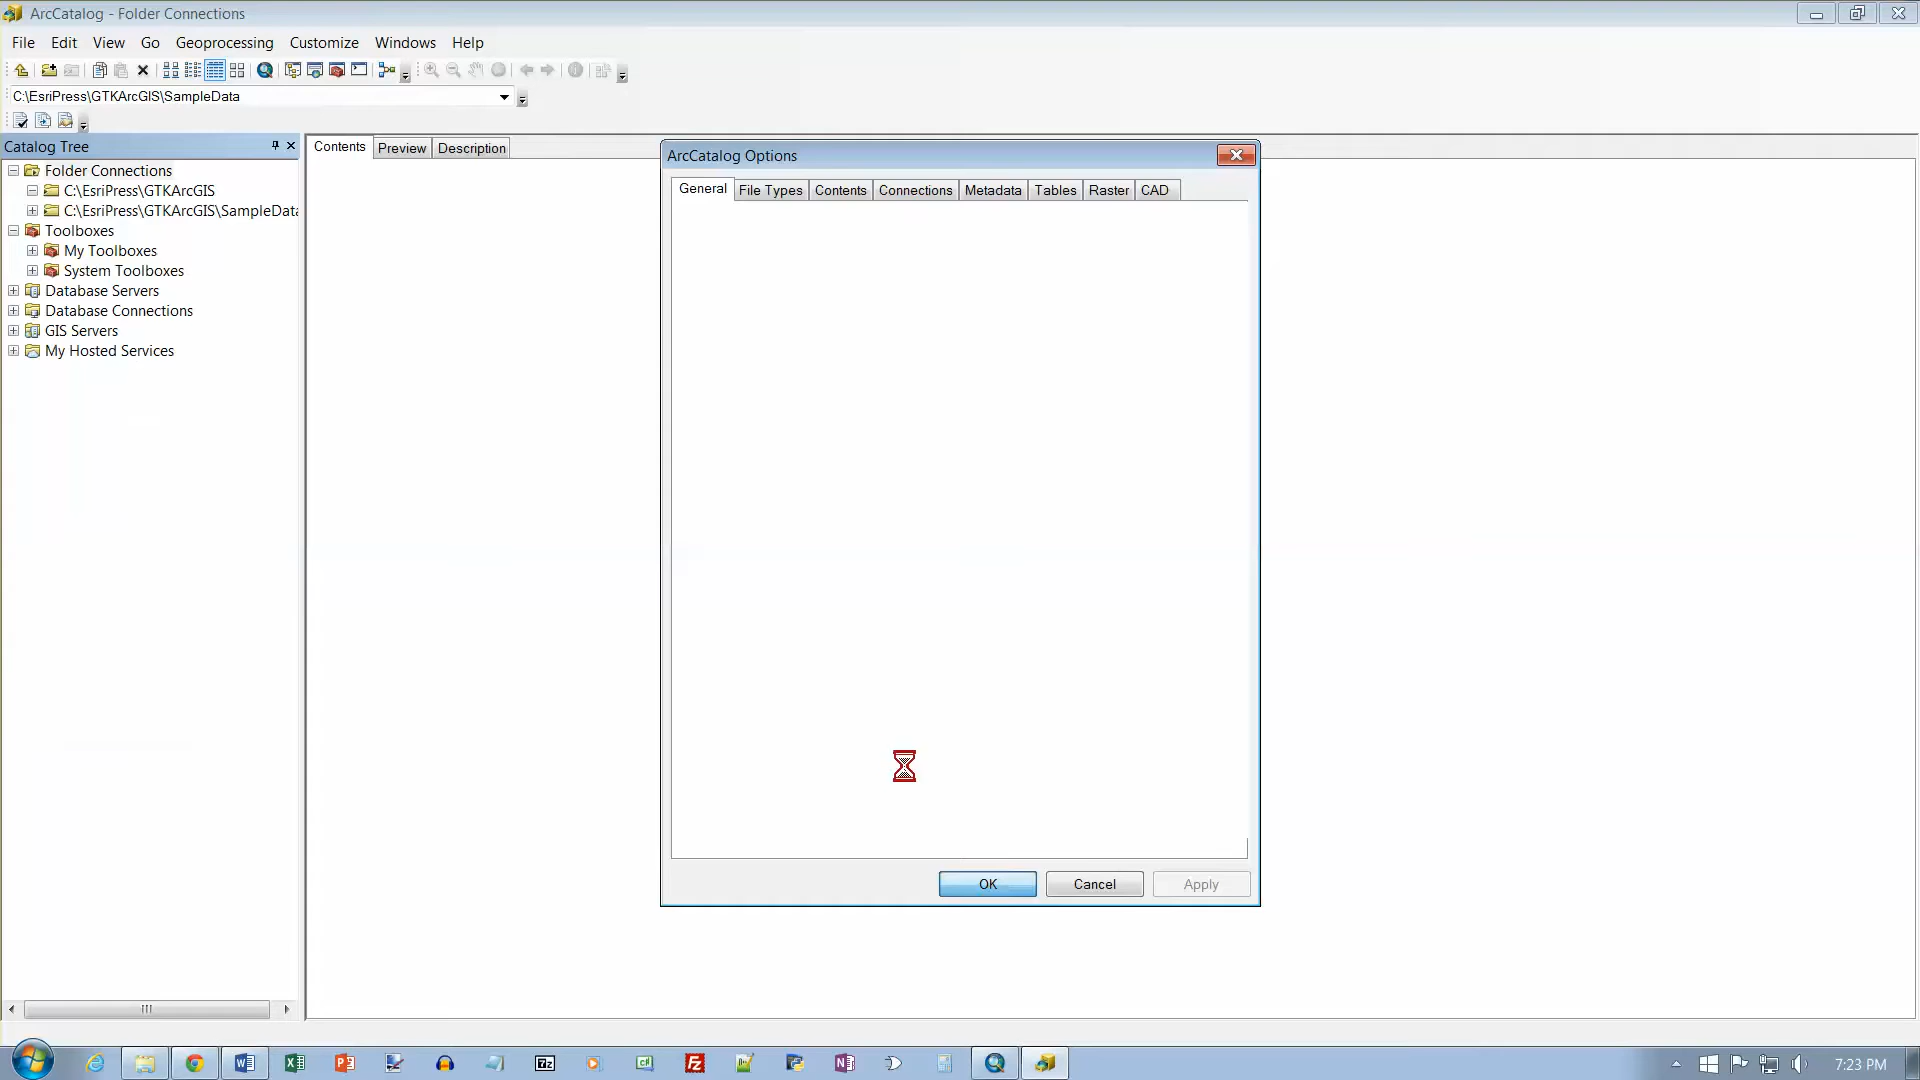 ArcCatalog - Folder Connections
File Edit View Go Geoprocessing Customize Windows Help
C:\EsriPress\GTKArcGIS\SampleData
Catalog Tree
Folder Connections
C:\EsriPress\GTKArcGIS
C:\EsriPress\GTKArcGIS\SampleData
Toolboxes
My Toolboxes
System Toolboxes
Database Servers
Database Connections
GIS Servers
My Hosted Services
Contents Preview Description
ArcCatalog Options
General File Types Contents Connections Metadata Tables Raster CAD
OK Cancel Apply
7:23 PM